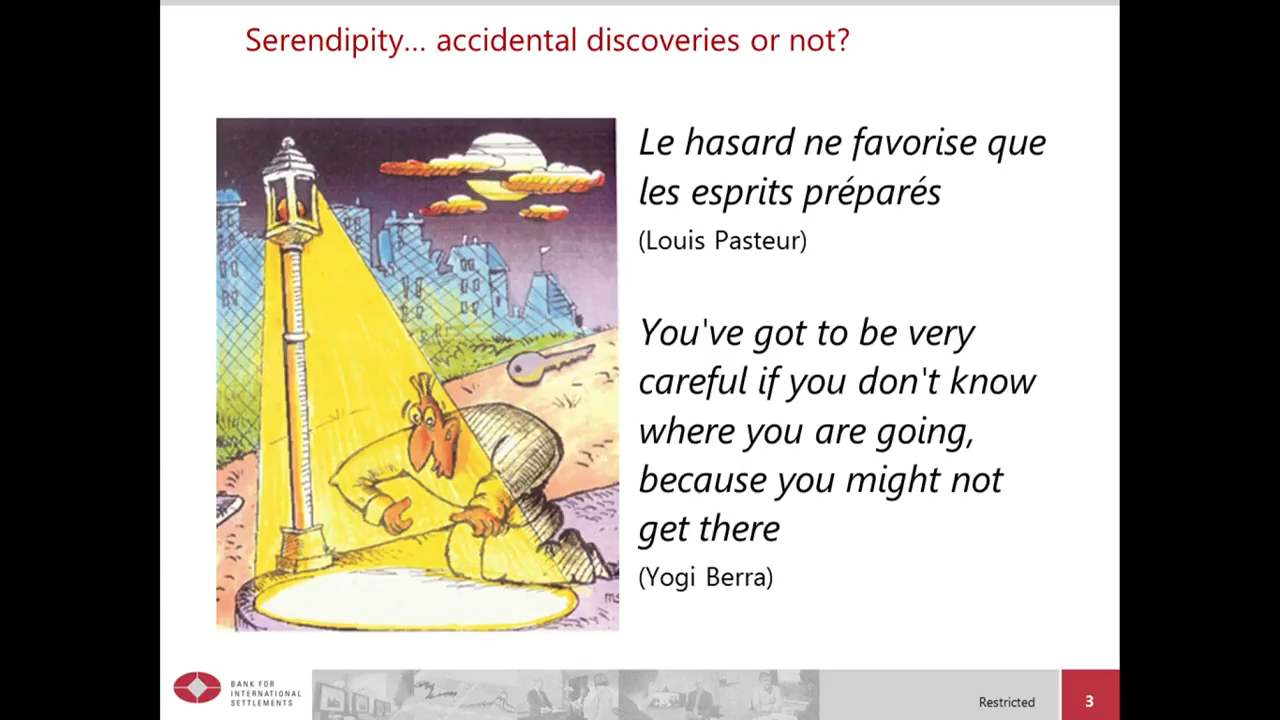 Serendipity... accidental discoveries or not?
Le hasard ne favorise que
les esprits préparés
(Louis Pasteur)
You've got to be very
careful if you don't know
where you are going,
because you might not
get there
(Yogi Berra)
BANK FOR
INTERNATIONAL
SETTLEMENTS
Restricted
3